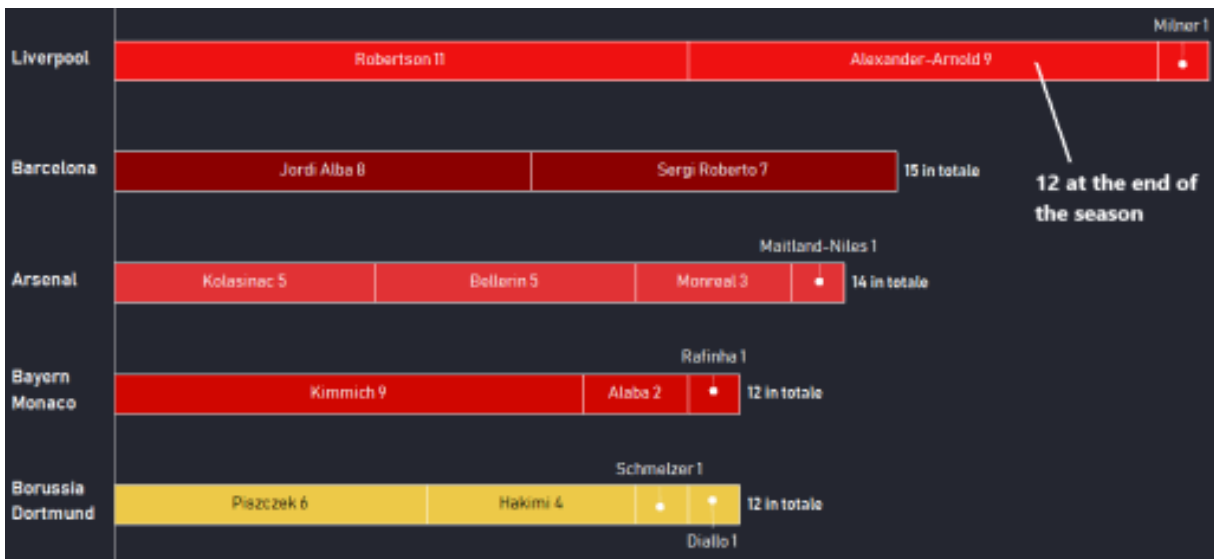 Milner 1
Liverpool
Robertson 11
Alexander-Arnold 9
Barcelona
Jordi Alba 8
Sergi Roberto 7
15 in totale
12 at the end of
the season
Maitland-Niles 1
Arsenal
Kolasinac 5
Bellerin 5
Monreal 3
14 in totale
Rafinha 1
Bayern
Monaco
Kimmich 9
Alaba 2
12 in totale
Schmelzer 1
Borussia
Dortmund
Piszczek 6
Hakimi 4
12 in totale
Diallo 1